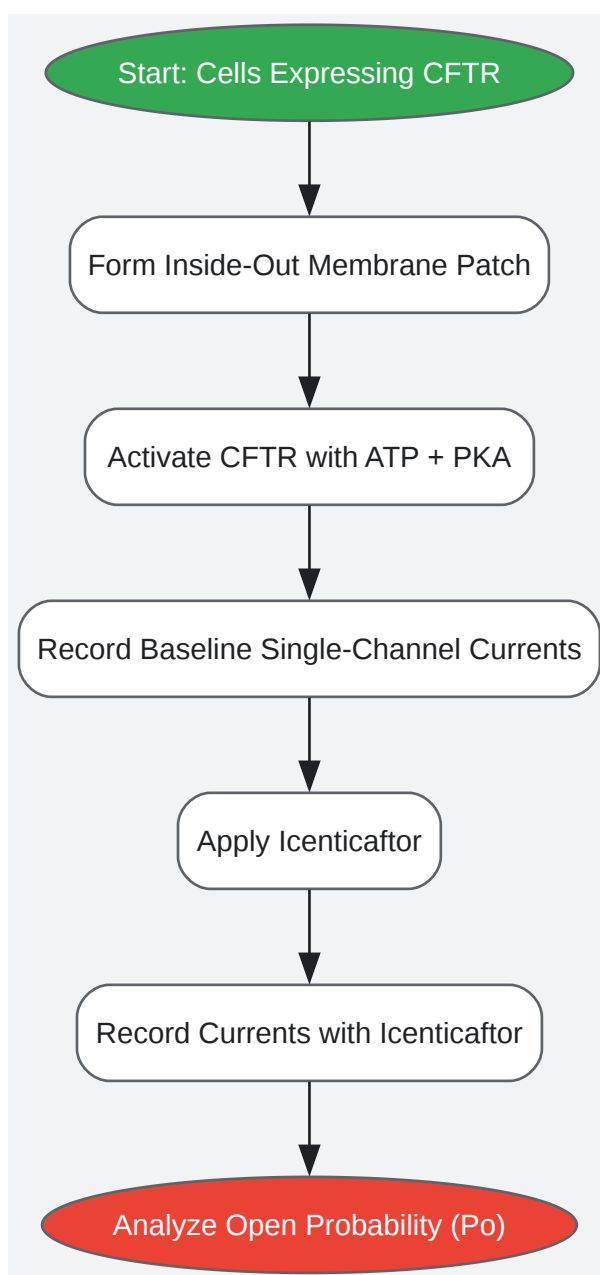 Start: Cells Expressing CFTR
Form Inside-Out Membrane Patch
Activate CFTR with ATP + PKA
Record Baseline Single-Channel Currents
Apply Icenticaftor
Record Currents with Icenticaftor
Analyze Open Probability (Po)